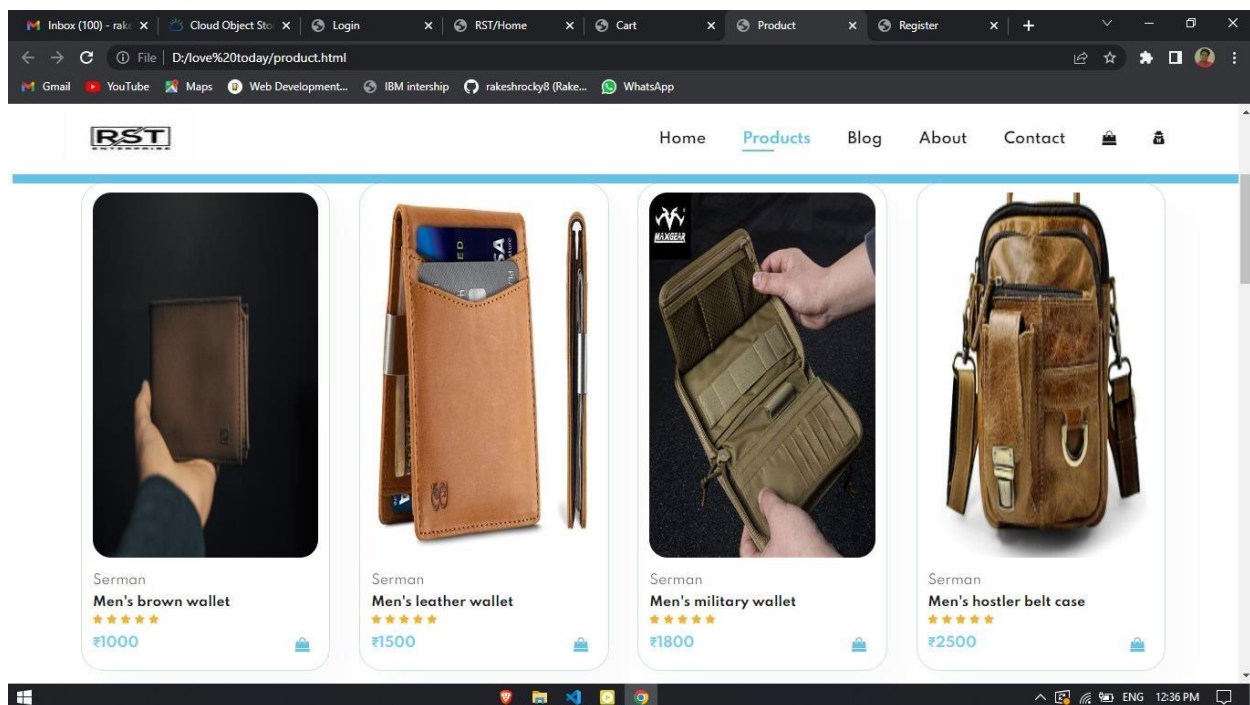 Inbox (100) - rak
Cloud Object Sto
Login
RST/Home
Cart
Product
Register
File
D:/love%20today/product.html
Gmail
YouTube
Maps
Web Development...
IBM intership
rakeshrocky8 (Rake...
WhatsApp
RST
ENTERPRISE
Home
Products
Blog
About
Contact
MAXGEAR
VISA
Serman
Men's brown wallet
₹1000
Serman
Men's leather wallet
₹1500
Serman
Men's military wallet
₹1800
Serman
Men's hostler belt case
₹2500
ENG
12:36 PM